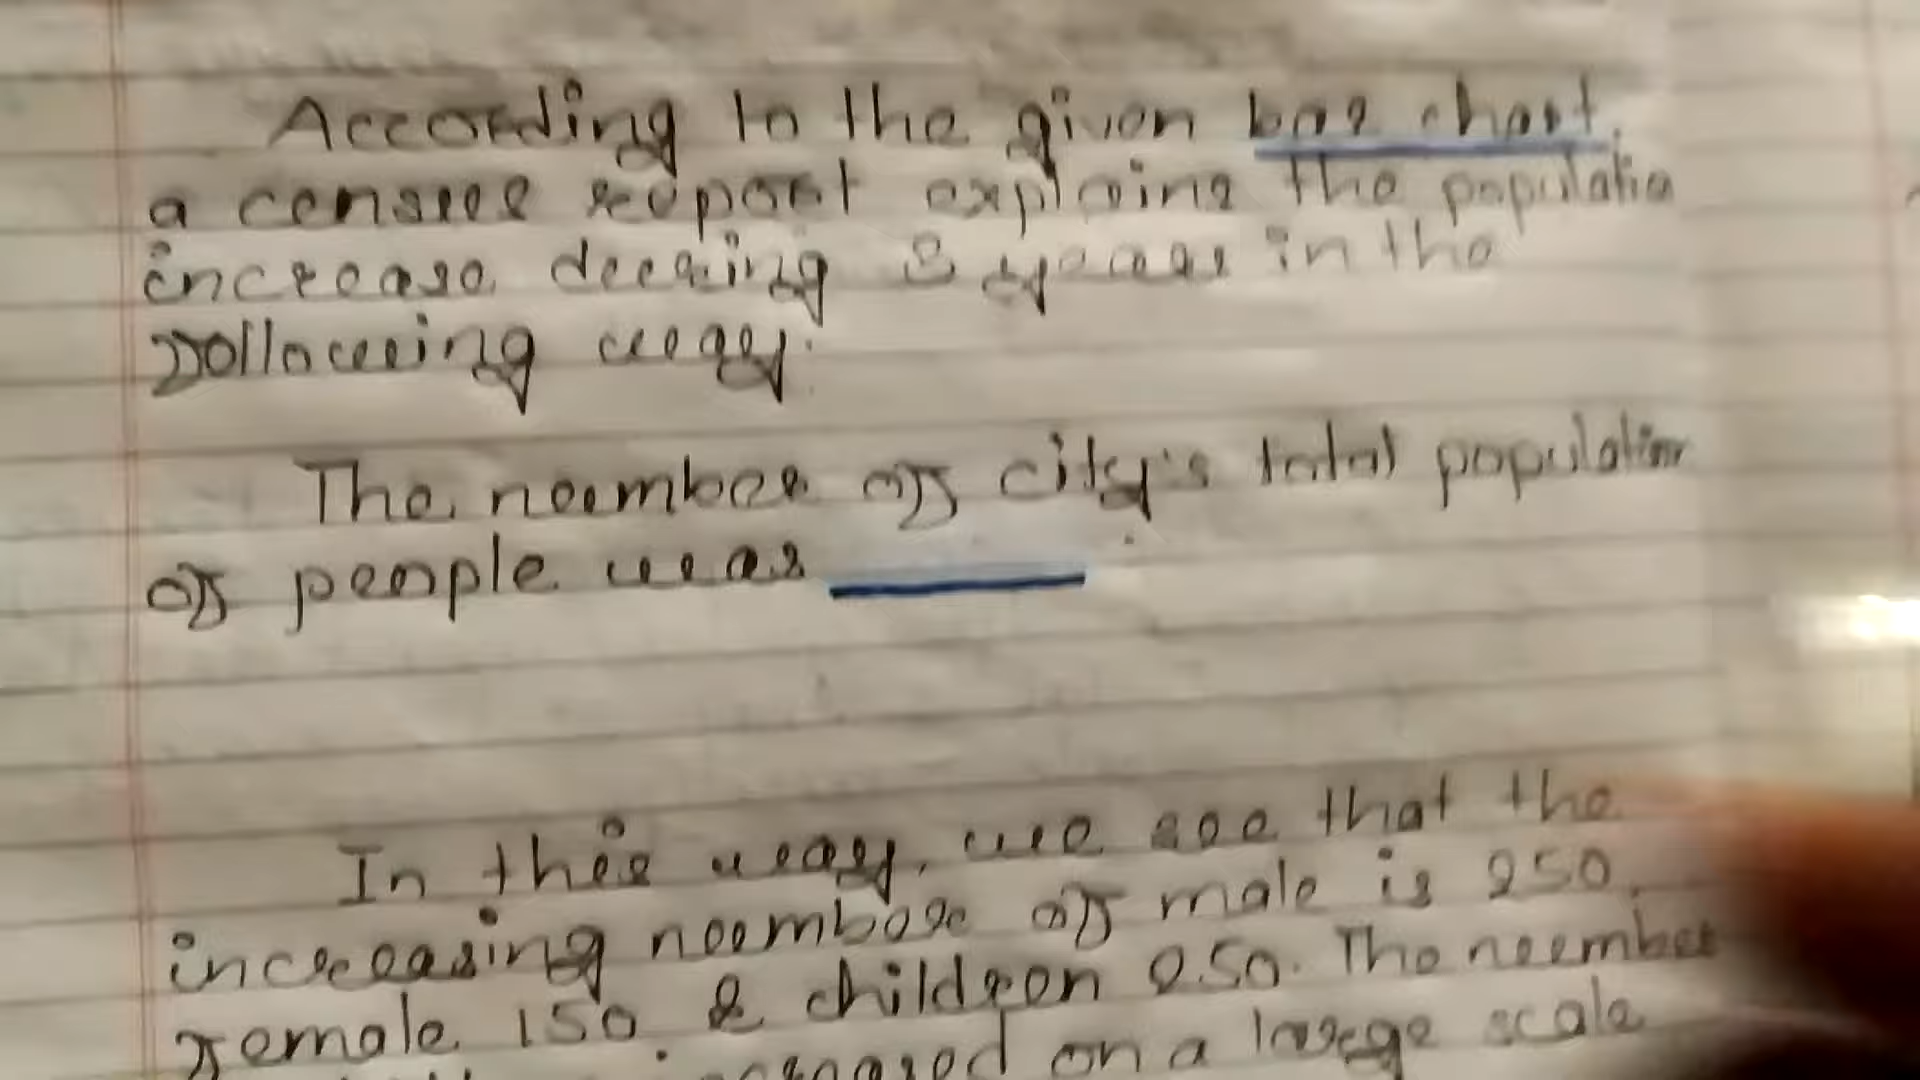 According to the given bar chart,
a census report explains the populatio
increase during 3 years in the
following way.
The number of city's total population
of people was
In this way, we see that the
increasing number of male is 250,
female 150 & children 250. The number
on a large scale